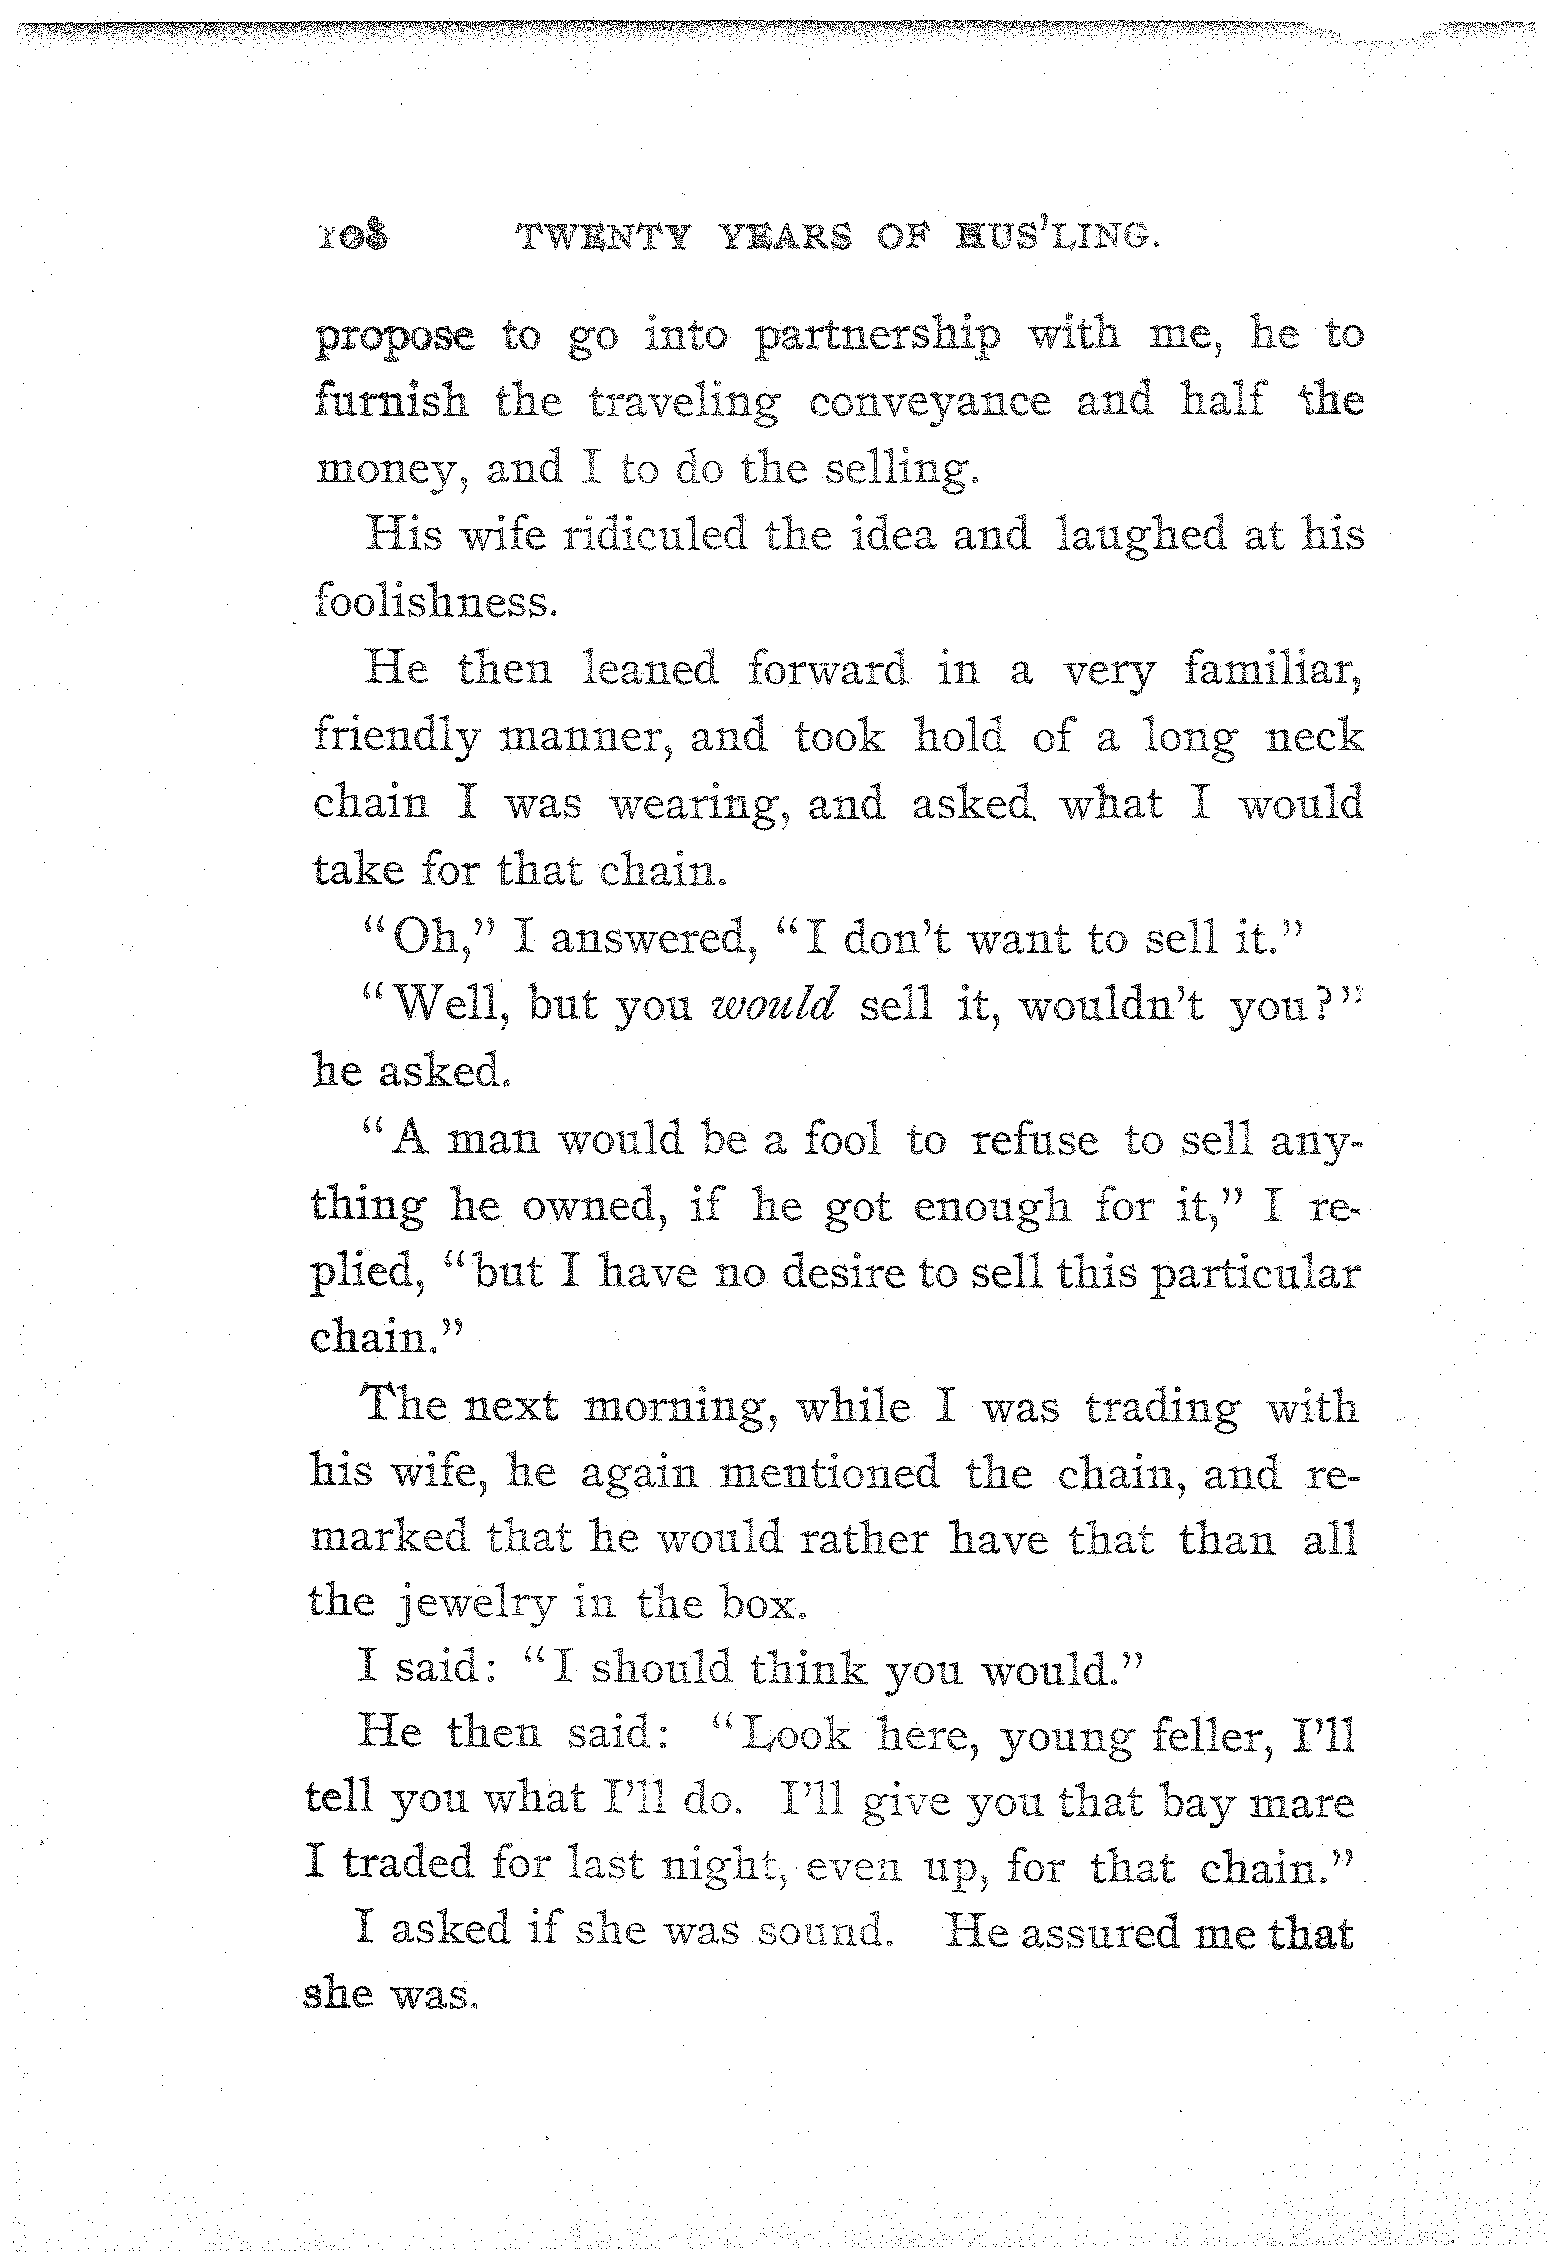 108 TWENTY YEARS OF HUS'LING.
propose to go into partnership with me, he to
furnish the traveling conveyance and half the
money, and I to do the selling.
His wife ridiculed the idea and laughed at his
foolishness.
He then leaned forward in a very familiar,
friendly manner, and took hold of a long neck
chain I was wearing, and asked what I would
take for that chain.
“Oh,” I answered, “I don’t want to sell it.”
“Well, but you would sell it, wouldn’t you?”
he asked.
“A man would be a fool to refuse to sell any-
thing he owned, if he got enough for it,” I re-
plied, “but I have no desire to sell this particular
chain.”
The next morning, while I was trading with
his wife, he again mentioned the chain, and re-
marked that he would rather have that than all
the jewelry in the box.
I said: “I should think you would.”
He then said: “Look here, young feller, I’ll
tell you what I’ll do. I’ll give you that bay mare
I traded for last night, even up, for that chain.”
I asked if she was sound. He assured me that
she was.